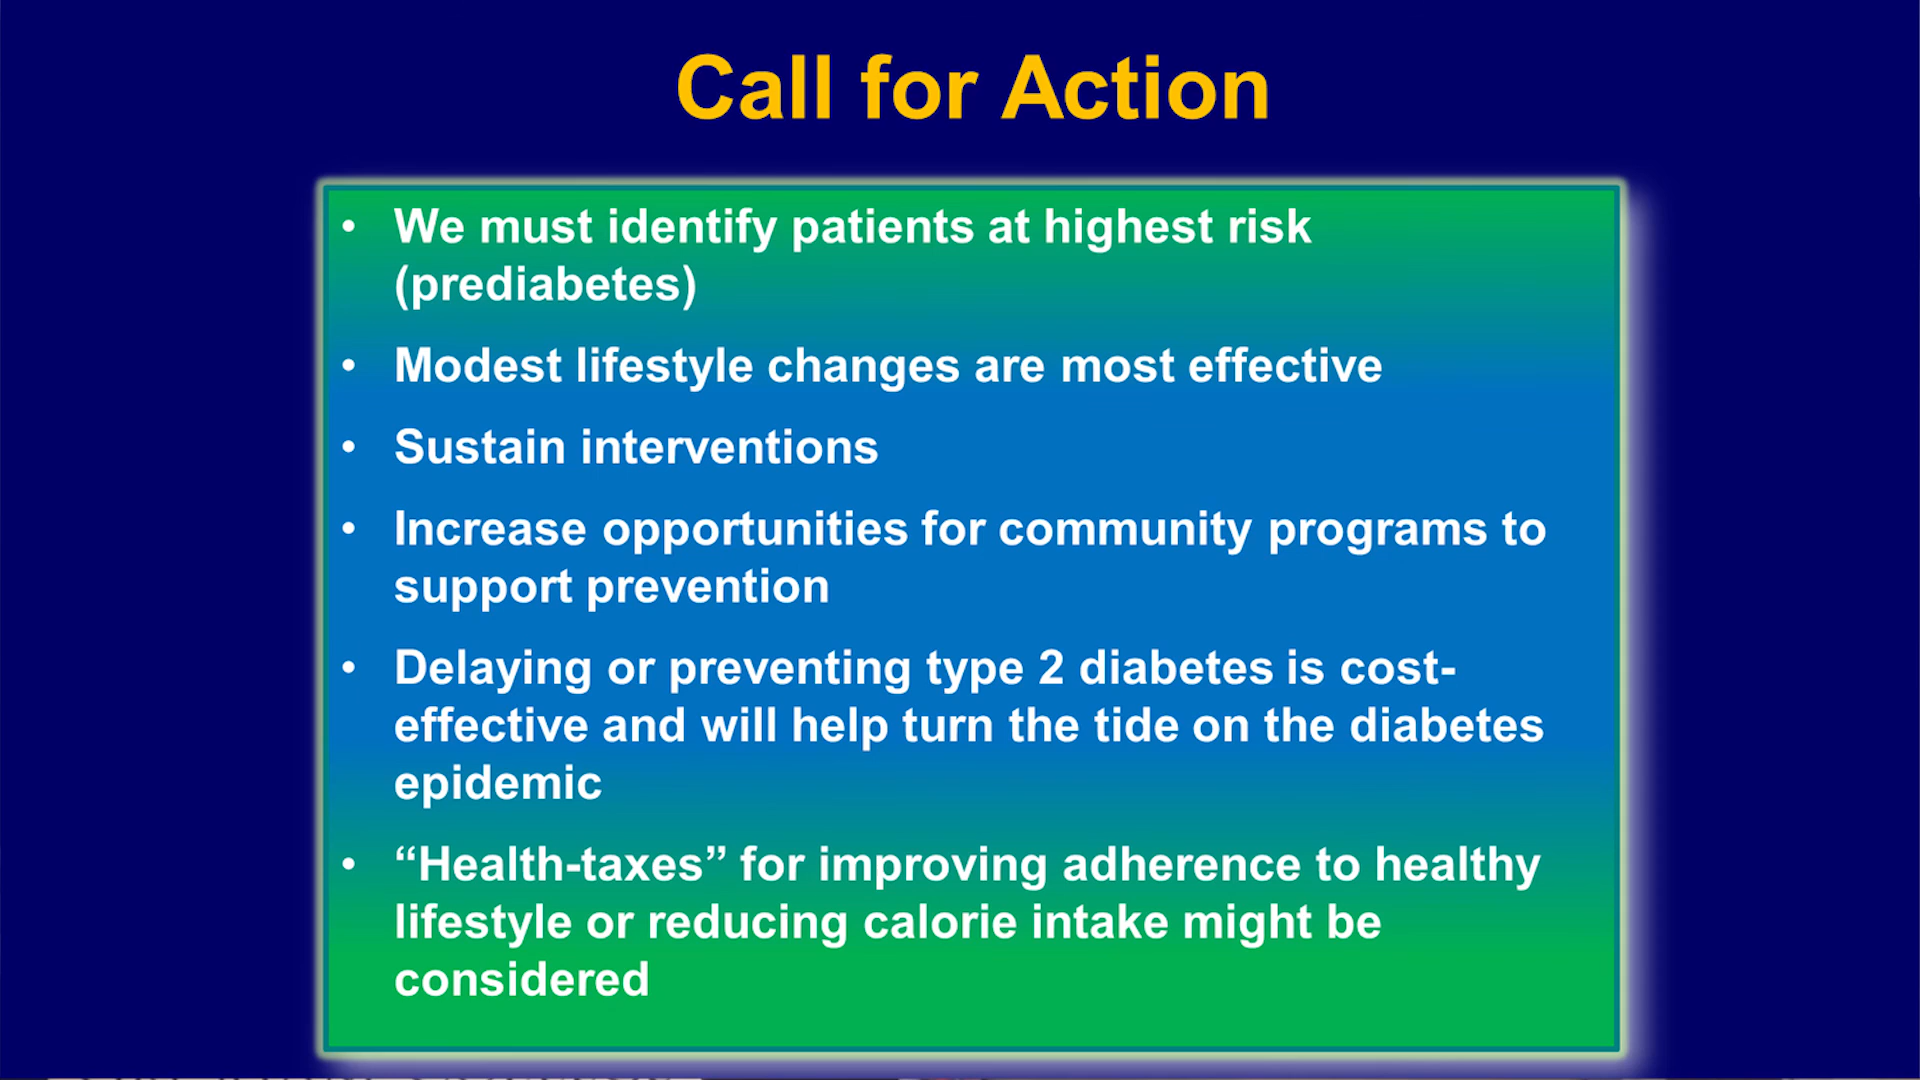 Call for Action
• We must identify patients at highest risk
(prediabetes)
• Modest lifestyle changes are most effective
• Sustain interventions
• Increase opportunities for community programs to
support prevention
• Delaying or preventing type 2 diabetes is cost-
effective and will help turn the tide on the diabetes
epidemic
• “Health-taxes” for improving adherence to healthy
lifestyle or reducing calorie intake might be
considered